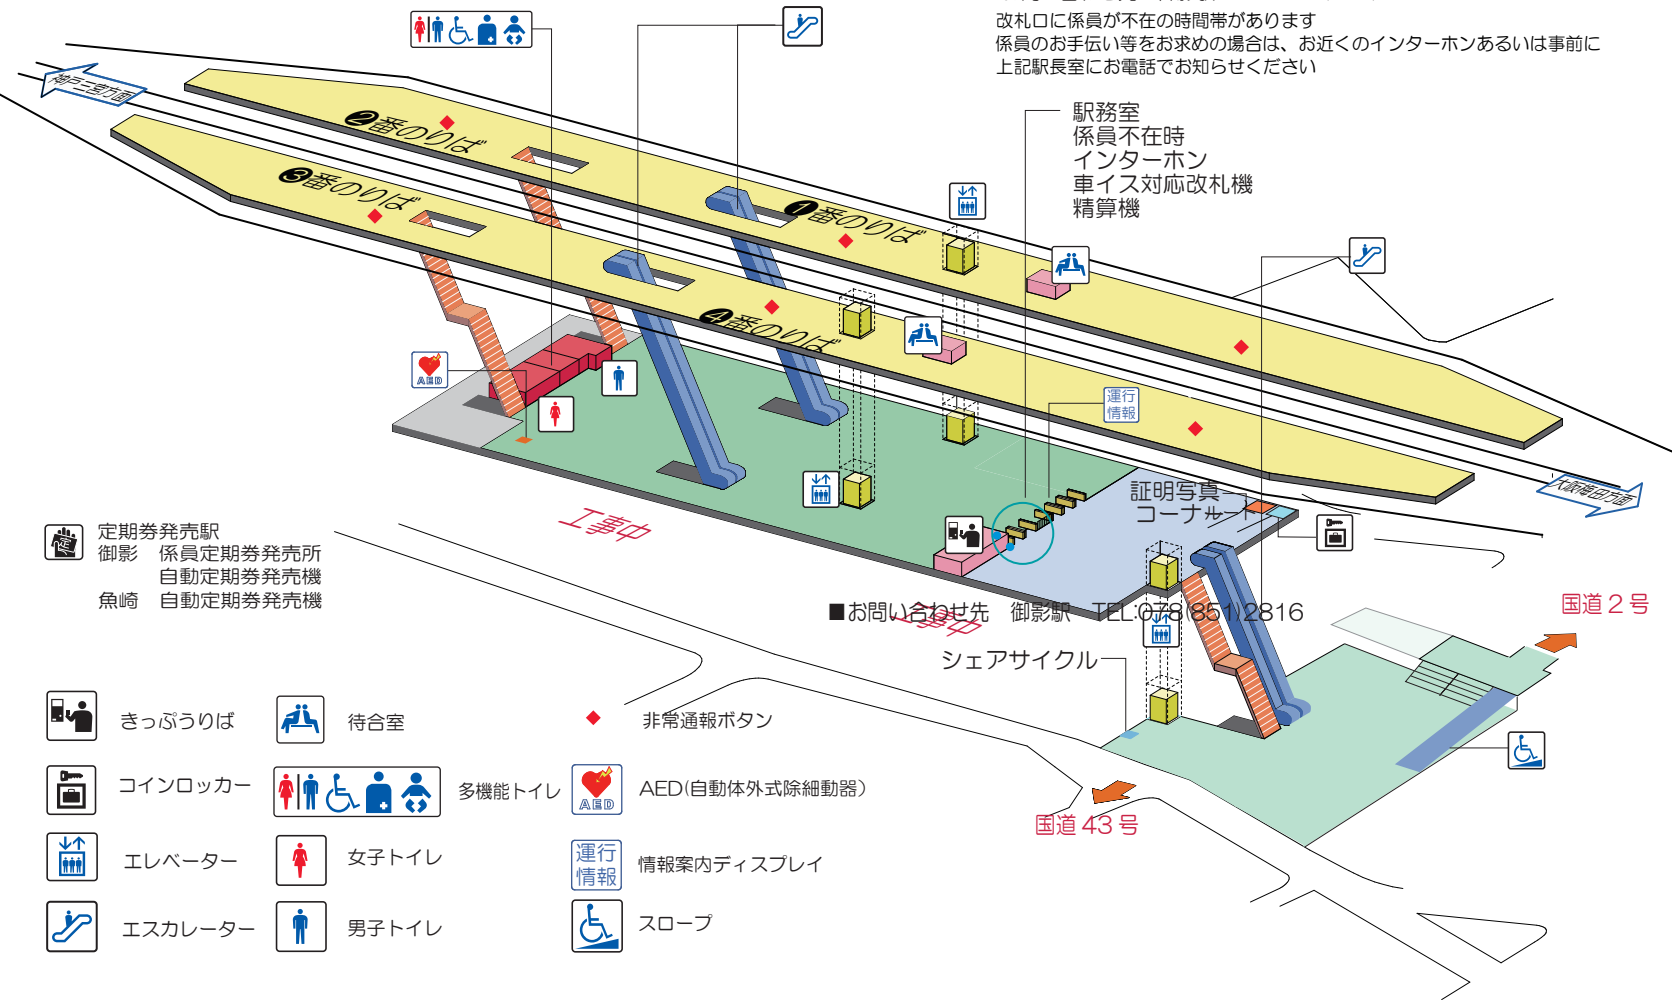 改札口に係員が不在の時間帯があります
係員のお手伝い等をお求めの場合は、お近くのインターホンあるいは事前に
上記駅長室にお電話でお知らせください
神戸三宮方面
❷番のりば
❸番のりば
❶番のりば
❹番のりば
駅務室
係員不在時
インターホン
車イス対応改札機
精算機
AED
運行
情報
大阪梅田方面
証明写真
コーナー
工事中
定
定期券発売駅
御影 係員定期券発売所
自動定期券発売機
魚崎 自動定期券発売機
工事中
■お問い合わせ先 御影駅 TEL:078(851)2816
国道2号
シェアサイクル
国道43号
きっぷうりば
待合室
非常通報ボタン
コインロッカー
多機能トイレ
AED
AED(自動体外式除細動器)
エレベーター
女子トイレ
運行
情報
情報案内ディスプレイ
エスカレーター
男子トイレ
スロープ